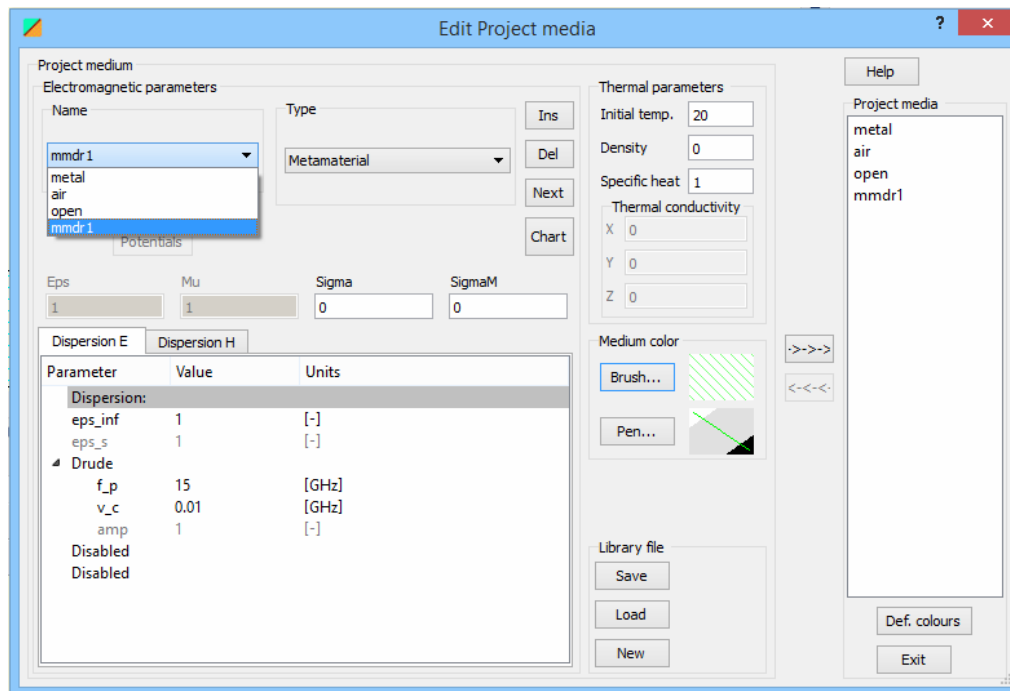 Edit Project media
?
Project medium
Electromagnetic parameters
Name
Type
mmdr1
Metamaterial
metal
air
open
mmdr1
Potentials
Ins
Del
Next
Chart
Eps
Mu
Sigma
SigmaM
1
1
0
0
Dispersion E
Dispersion H
Parameter Value Units
Dispersion:
eps_inf 1 [-]
eps_s 1 [-]
Drude
f_p 15 [GHz]
v_c 0.01 [GHz]
amp 1 [-]
Disabled
Disabled
Thermal parameters
Initial temp. 20
Density 0
Specific heat 1
Thermal conductivity
X 0
Y 0
Z 0
Medium color
Brush...
Pen...
Library file
Save
Load
New
->->->
<-<-<-
Help
Project media
metal
air
open
mmdr1
Def. colours
Exit